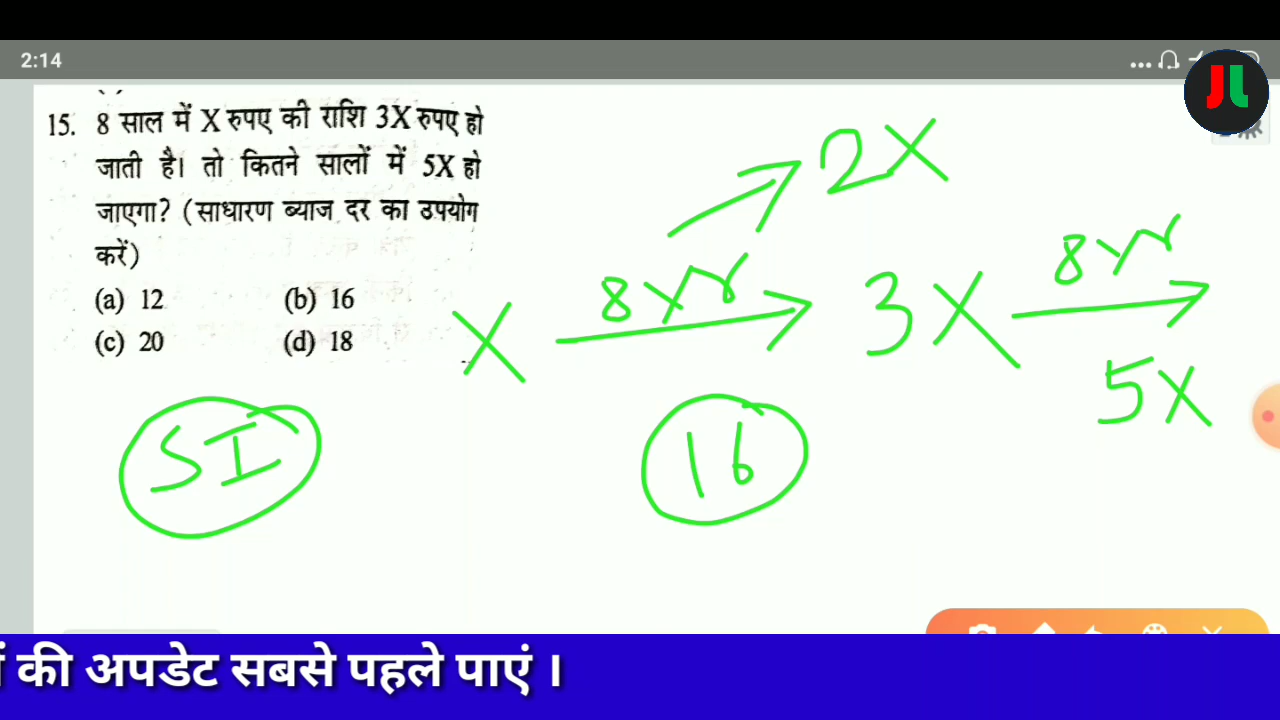 2:14
15. 8 साल में X रुपए की राशि 3X रुपए हो
जाती है। तो कितने सालों में 5X हो
जाएगा? (साधारण ब्याज दर का उपयोग
करें)
(a) 12 (b) 16
(c) 20 (d) 18
2X
X 8yr 3X 8yr
5X
SI 16
JL
की अपडेट सबसे पहले पाएं ।